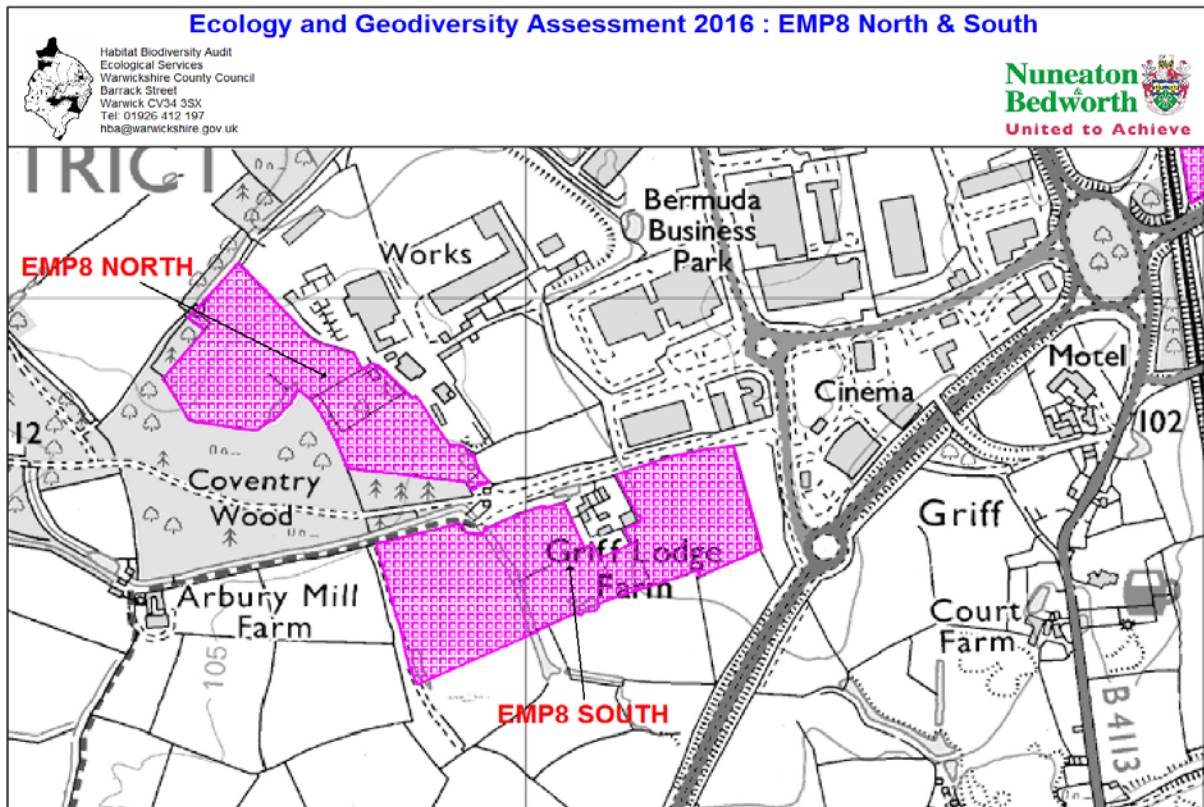 Ecology and Geodiversity Assessment 2016 : EMP8 North & South
Habitat Biodiversity Audit
Ecological Services
Warwickshire County Council
Barrack Street
Warwick CV34 3SX
Tel: 01926 412 197
hba@warwickshire.gov.uk
Nuneaton
&
Bedworth
United to Achieve
TRICT
Bermuda
Business
Park
Works
EMP8 NORTH
Motel
Cinema
102
12
Coventry
Wood
Griff
Griff Lodge
Farm
Arbury Mill
Farm
Court
Farm
105
EMP8 SOUTH
B 4113